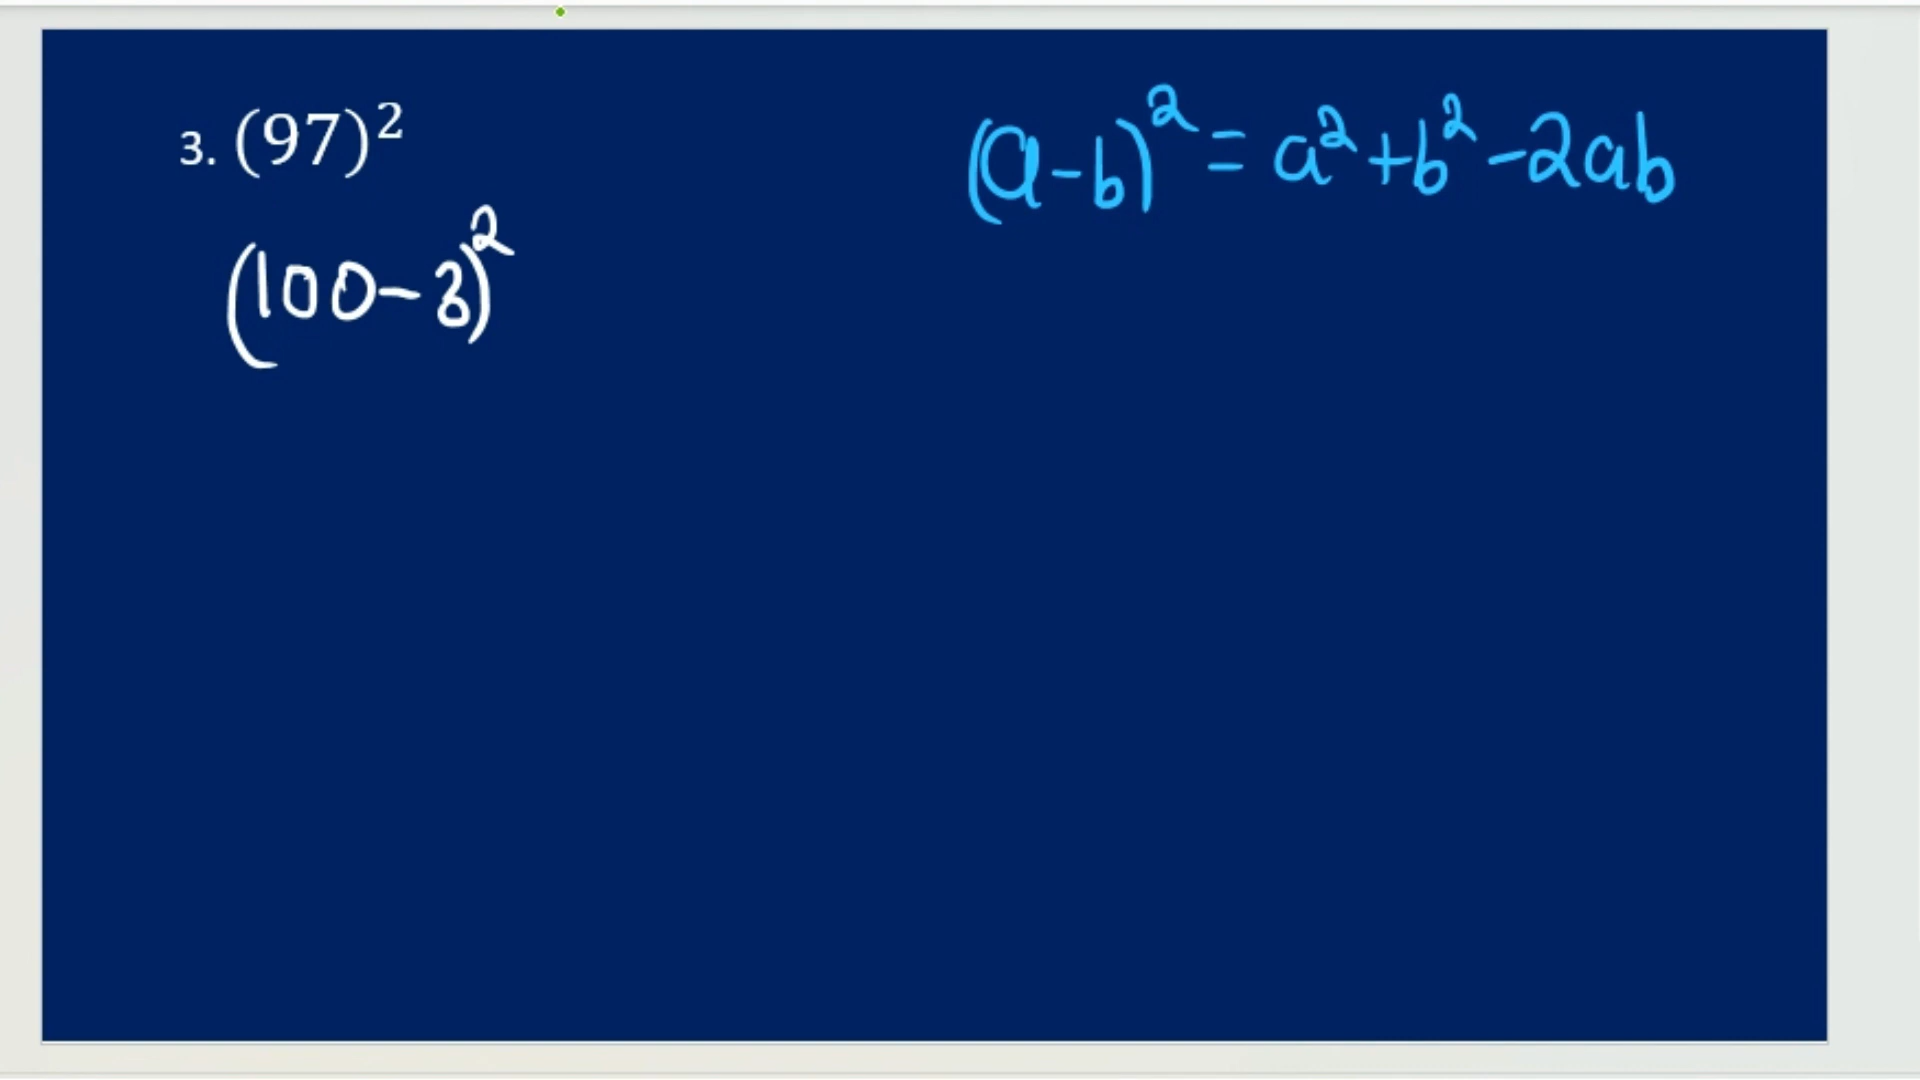 3. (97)²
(a-b)² = a² + b² - 2ab
(100-3)²